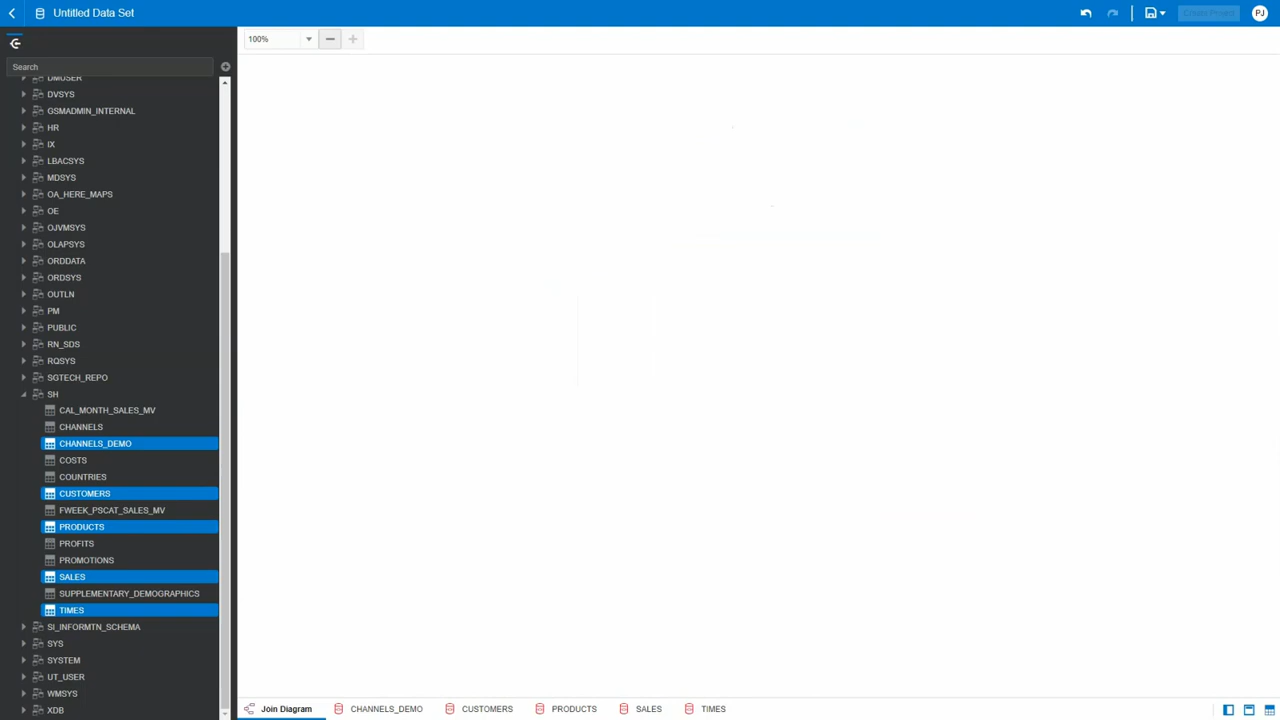 Untitled Data Set
Create Project
PJ
100%
Search
DMUSER
DVSYS
GSMADMIN_INTERNAL
HR
IX
LBACSYS
MDSYS
OA_HERE_MAPS
OE
OJVMSYS
OLAPSYS
ORDDATA
ORDSYS
OUTLN
PM
PUBLIC
RN_SDS
RQSYS
SGTECH_REPO
SH
CAL_MONTH_SALES_MV
CHANNELS
CHANNELS_DEMO
COSTS
COUNTRIES
CUSTOMERS
FWEEK_PSCAT_SALES_MV
PRODUCTS
PROFITS
PROMOTIONS
SALES
SUPPLEMENTARY_DEMOGRAPHICS
TIMES
SI_INFORMTN_SCHEMA
SYS
SYSTEM
UT_USER
WMSYS
XDB
Join Diagram CHANNELS_DEMO CUSTOMERS PRODUCTS SALES TIMES